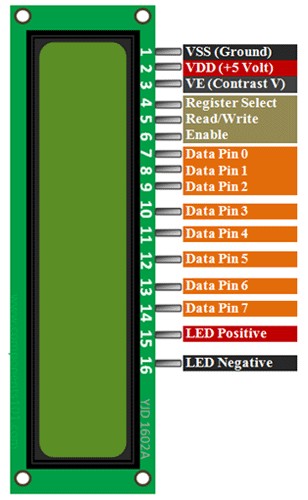 1 VSS (Ground)
2 VDD (+5 Volt)
3 VE (Contrast V)
4 Register Select
5 Read/Write
6 Enable
7 Data Pin 0
8 Data Pin 1
9 Data Pin 2
10 Data Pin 3
11 Data Pin 4
12 Data Pin 5
13 Data Pin 6
14 Data Pin 7
15 LED Positive
16 LED Negative
YJD 1602A